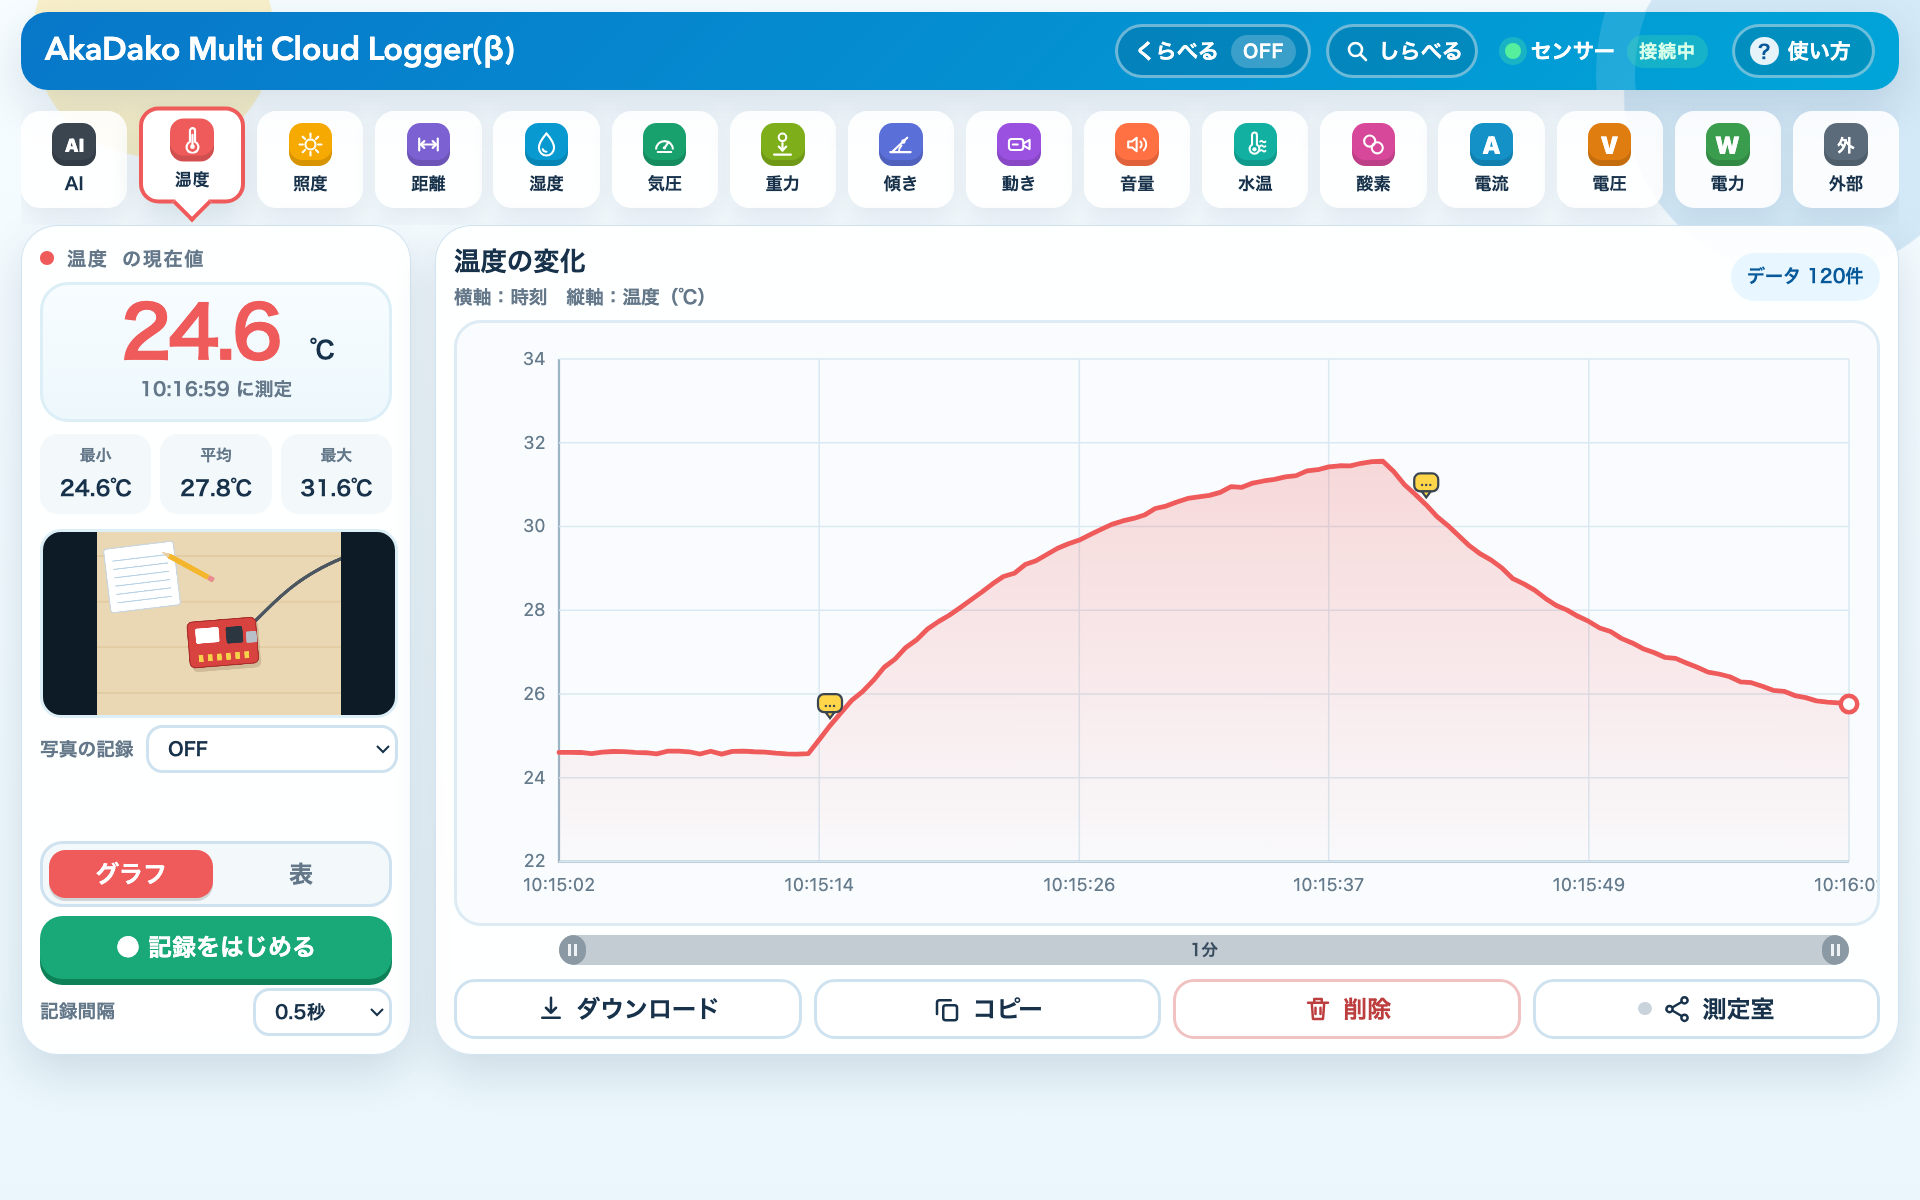 AkaDako Multi Cloud Logger(β)
くらべる OFF
しらべる
センサー 接続中
? 使い方
AI
AI
温度
照度
距離
湿度
気圧
重力
傾き
動き
音量
水温
酸素
A
電流
V
電圧
W
電力
外
外部
温度 の現在値
24.6 ℃
10:16:59 に測定
最小
24.6℃
平均
27.8℃
最大
31.6℃
写真の記録 OFF
グラフ 表
記録をはじめる
記録間隔 0.5秒
温度の変化
横軸：時刻 縦軸：温度（℃）
データ 120件
34
32
30
28
26
24
22
...
...
10:15:02 10:15:14 10:15:26 10:15:37 10:15:49 10:16:0
1分
ダウンロード
コピー
削除
測定室